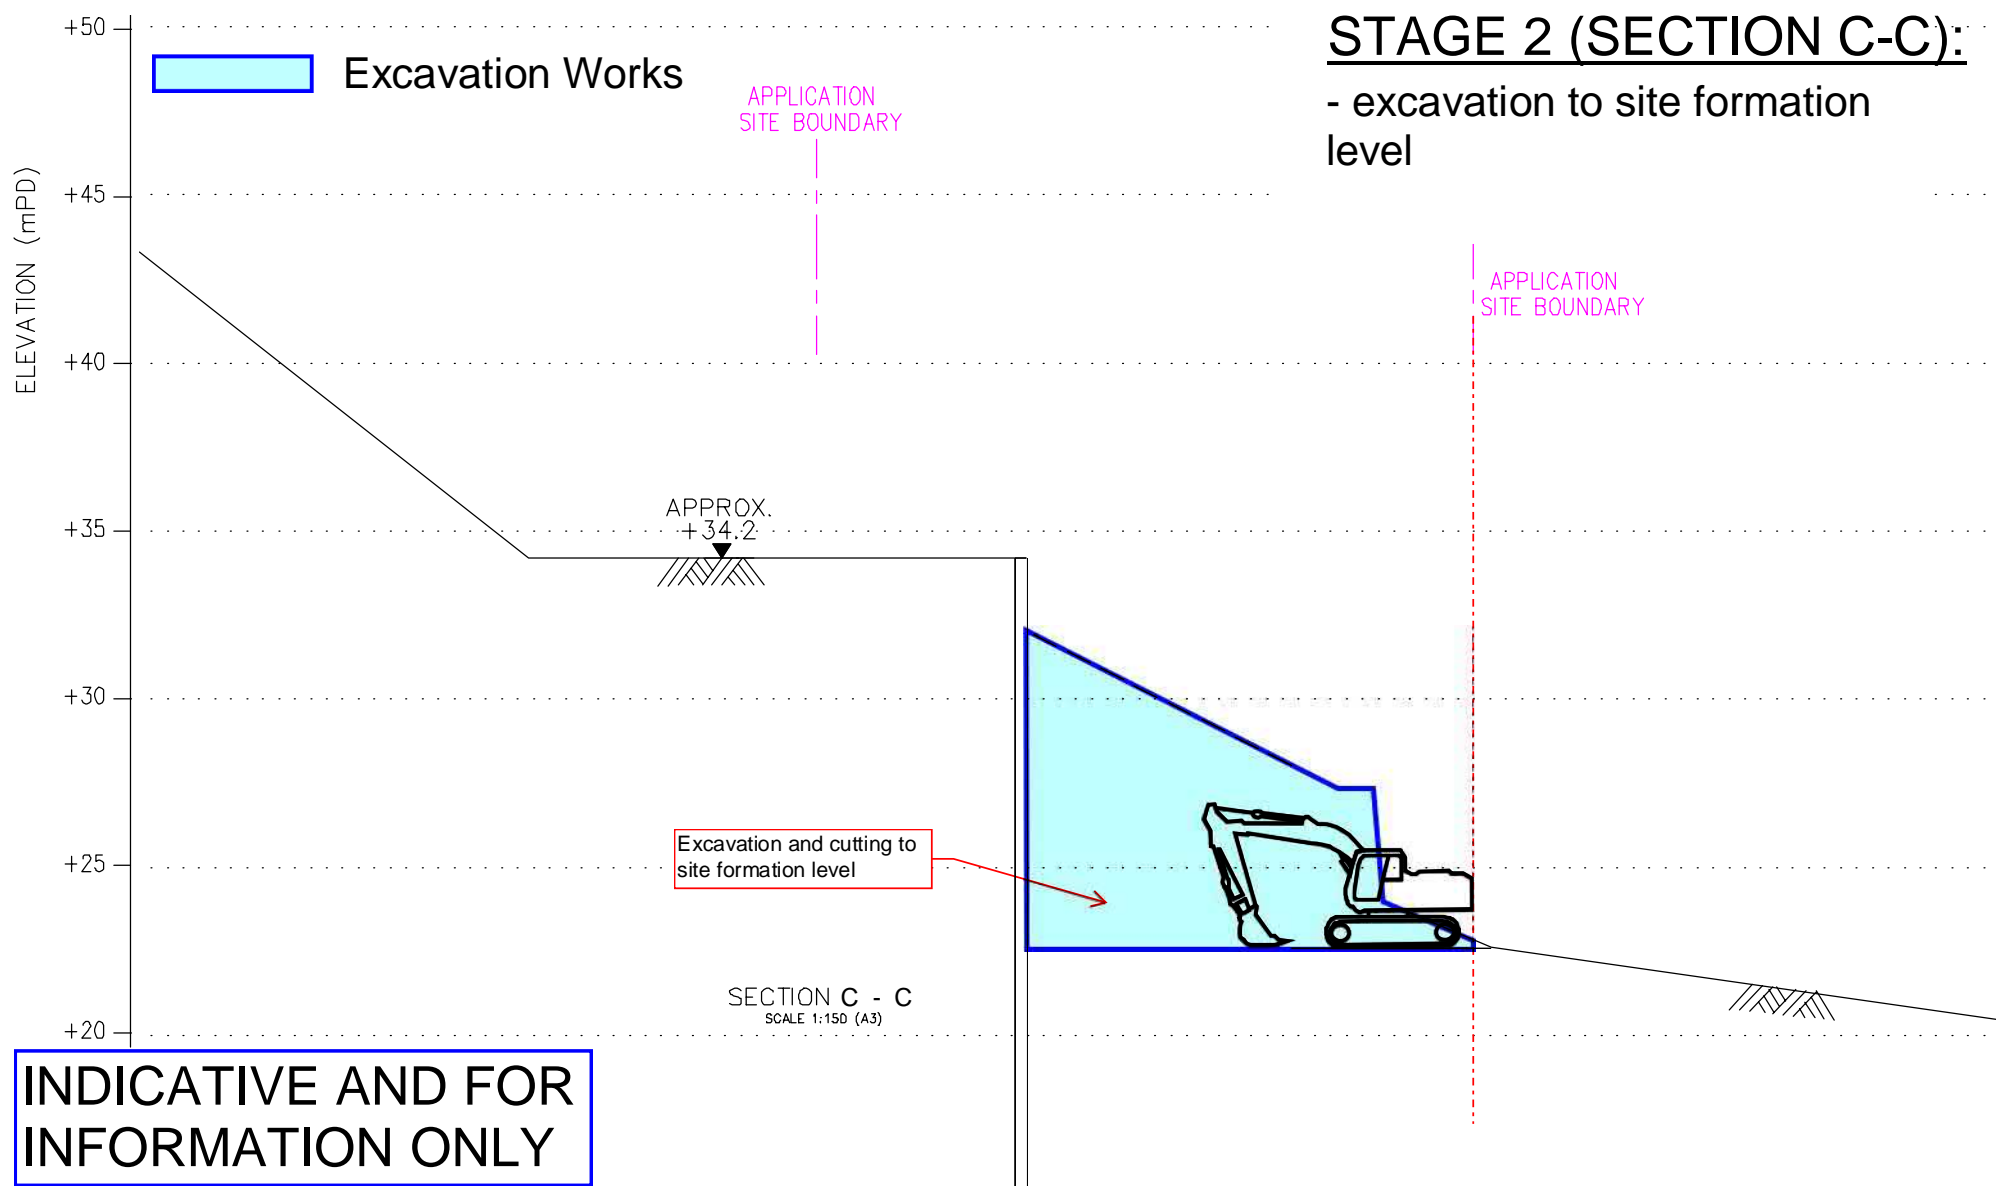 STAGE 2 (SECTION C-C):
- excavation to site formation
level
Excavation Works
APPLICATION
SITE BOUNDARY
APPLICATION
SITE BOUNDARY
ELEVATION (mPD)
+50
+45
+40
+35
+30
+25
+20
APPROX.
+34.2
Excavation and cutting to
site formation level
SECTION C - C
SCALE 1:150 (A3)
INDICATIVE AND FOR
INFORMATION ONLY